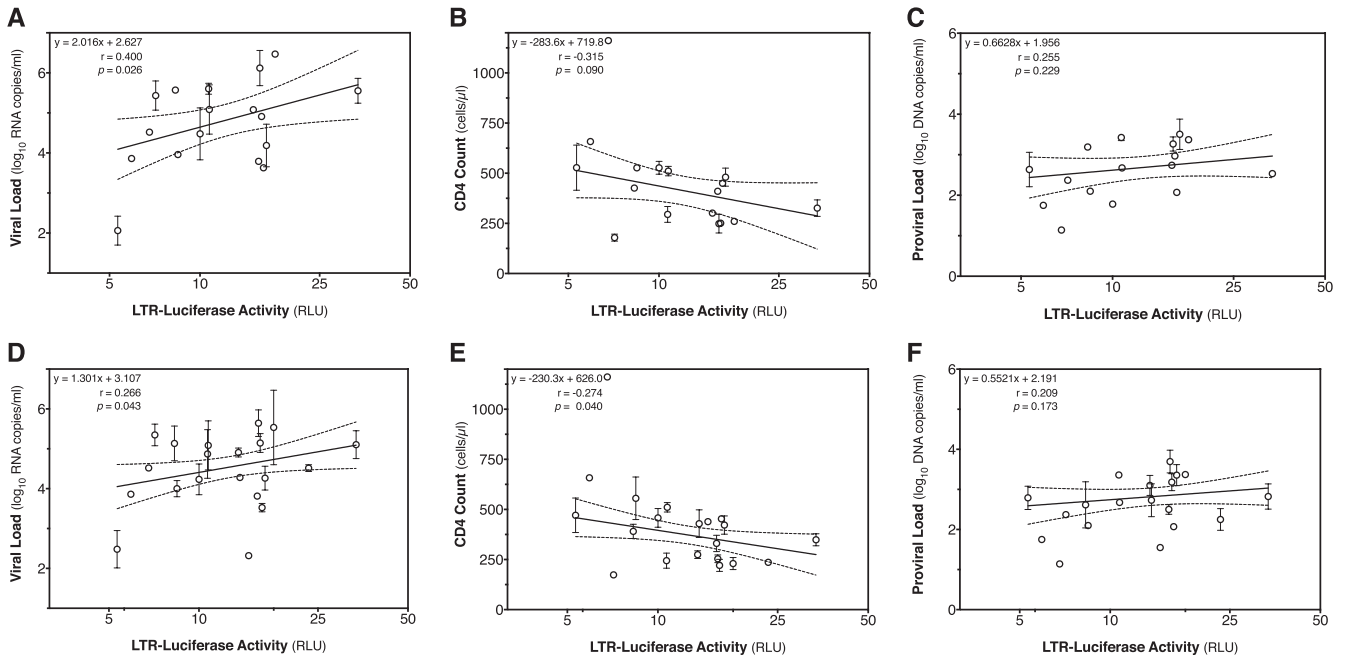 A
y = 2.016x + 2.627
r = 0.400
p = 0.026
Viral Load (log10 RNA copies/ml)
6
4
2
5
10
25
50
LTR-Luciferase Activity (RLU)
B
y = -283.6x + 719.8
r = -0.315
p = 0.090
CD4 Count (cells/µl)
1000
750
500
250
0
5
10
25
50
LTR-Luciferase Activity (RLU)
C
y = 0.6628x + 1.956
r = 0.255
p = 0.229
Proviral Load (log10 DNA copies/ml)
6
4
2
0
5
10
25
50
LTR-Luciferase Activity (RLU)
D
y = 1.301x + 3.107
r = 0.266
p = 0.043
Viral Load (log10 RNA copies/ml)
6
4
2
5
10
25
50
LTR-Luciferase Activity (RLU)
E
y = -230.3x + 626.0
r = -0.274
p = 0.040
CD4 Count (cells/µl)
1000
750
500
250
0
5
10
25
50
LTR-Luciferase Activity (RLU)
F
y = 0.5521x + 2.191
r = 0.209
p = 0.173
Proviral Load (log10 DNA copies/ml)
6
4
2
0
5
10
25
50
LTR-Luciferase Activity (RLU)